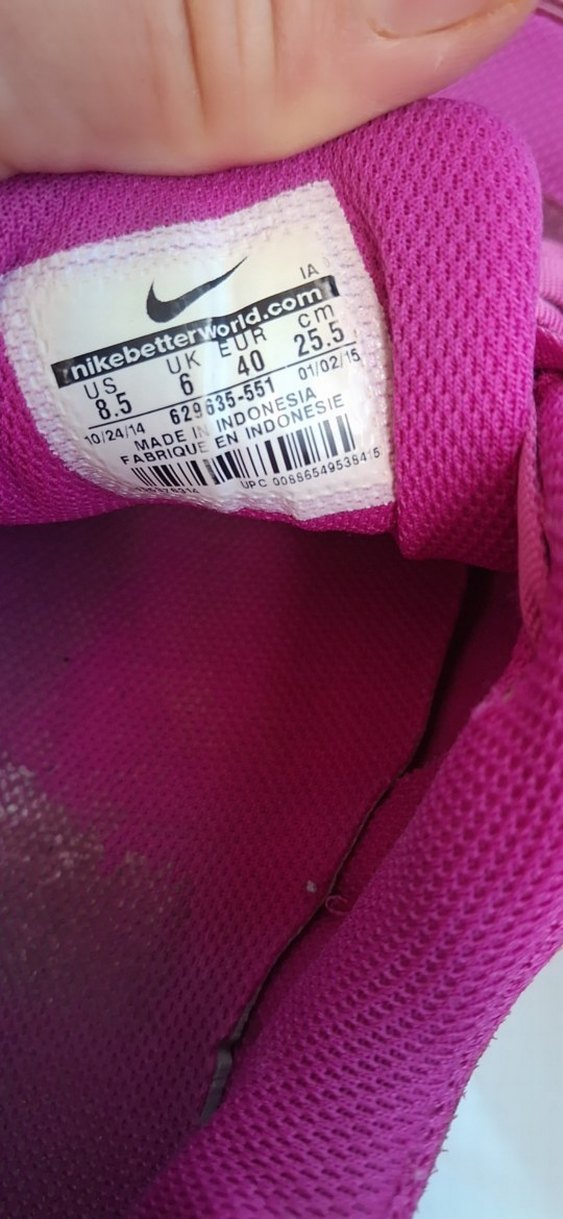 IA
nikebetterworld.com
US UK EUR cm
8.5 6 40 25.5
629635-551
10/24/14 01/02/15
MADE IN INDONESIA
FABRIQUE EN INDONESIE
UPC 00886549538415